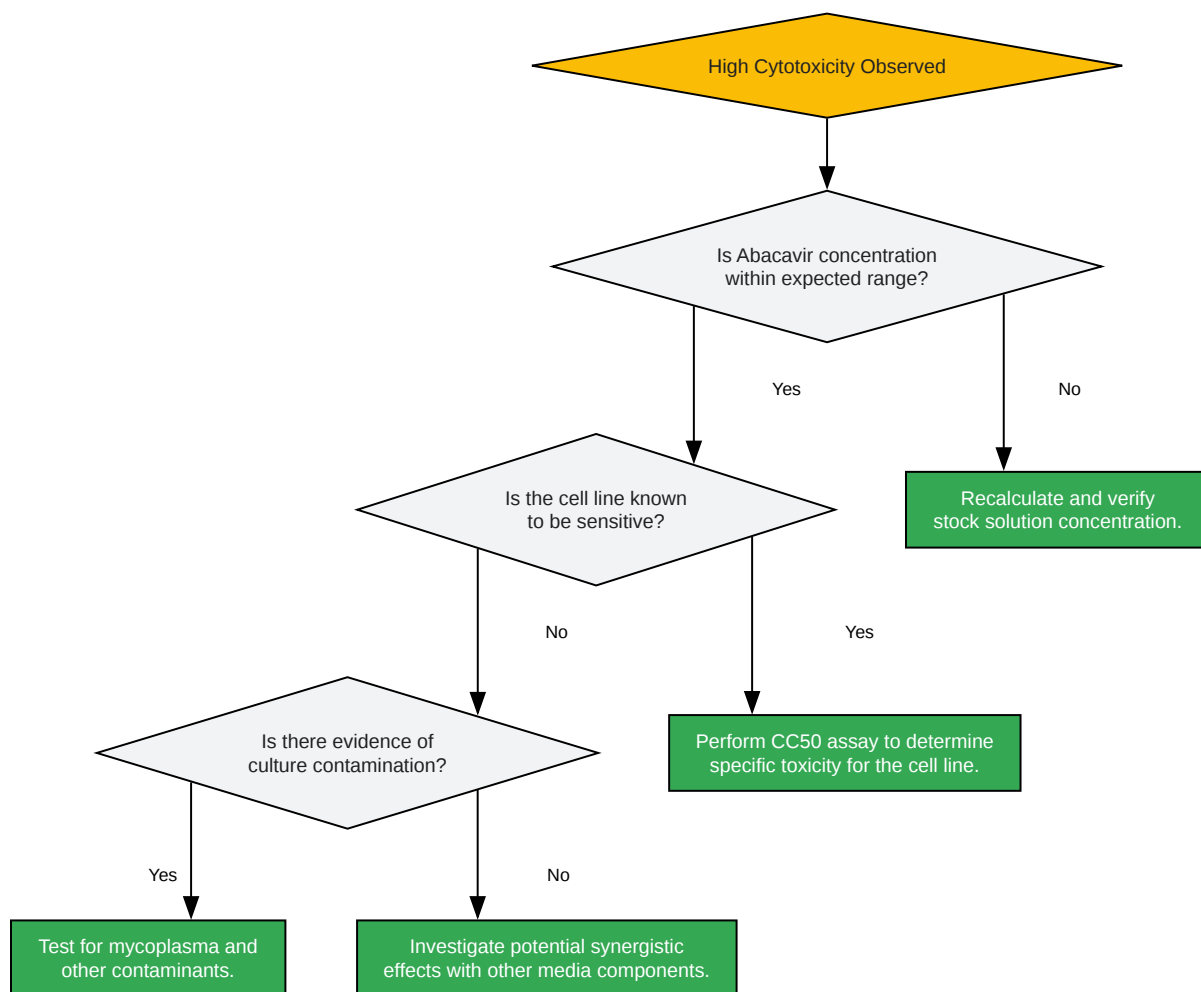 High Cytotoxicity Observed
Is Abacavir concentration
within expected range?
Yes
No
Is the cell line known
to be sensitive?
Recalculate and verify
stock solution concentration.
No
Yes
Is there evidence of
culture contamination?
Perform CC50 assay to determine
specific toxicity for the cell line.
Yes
No
Test for mycoplasma and
other contaminants.
Investigate potential synergistic
effects with other media components.